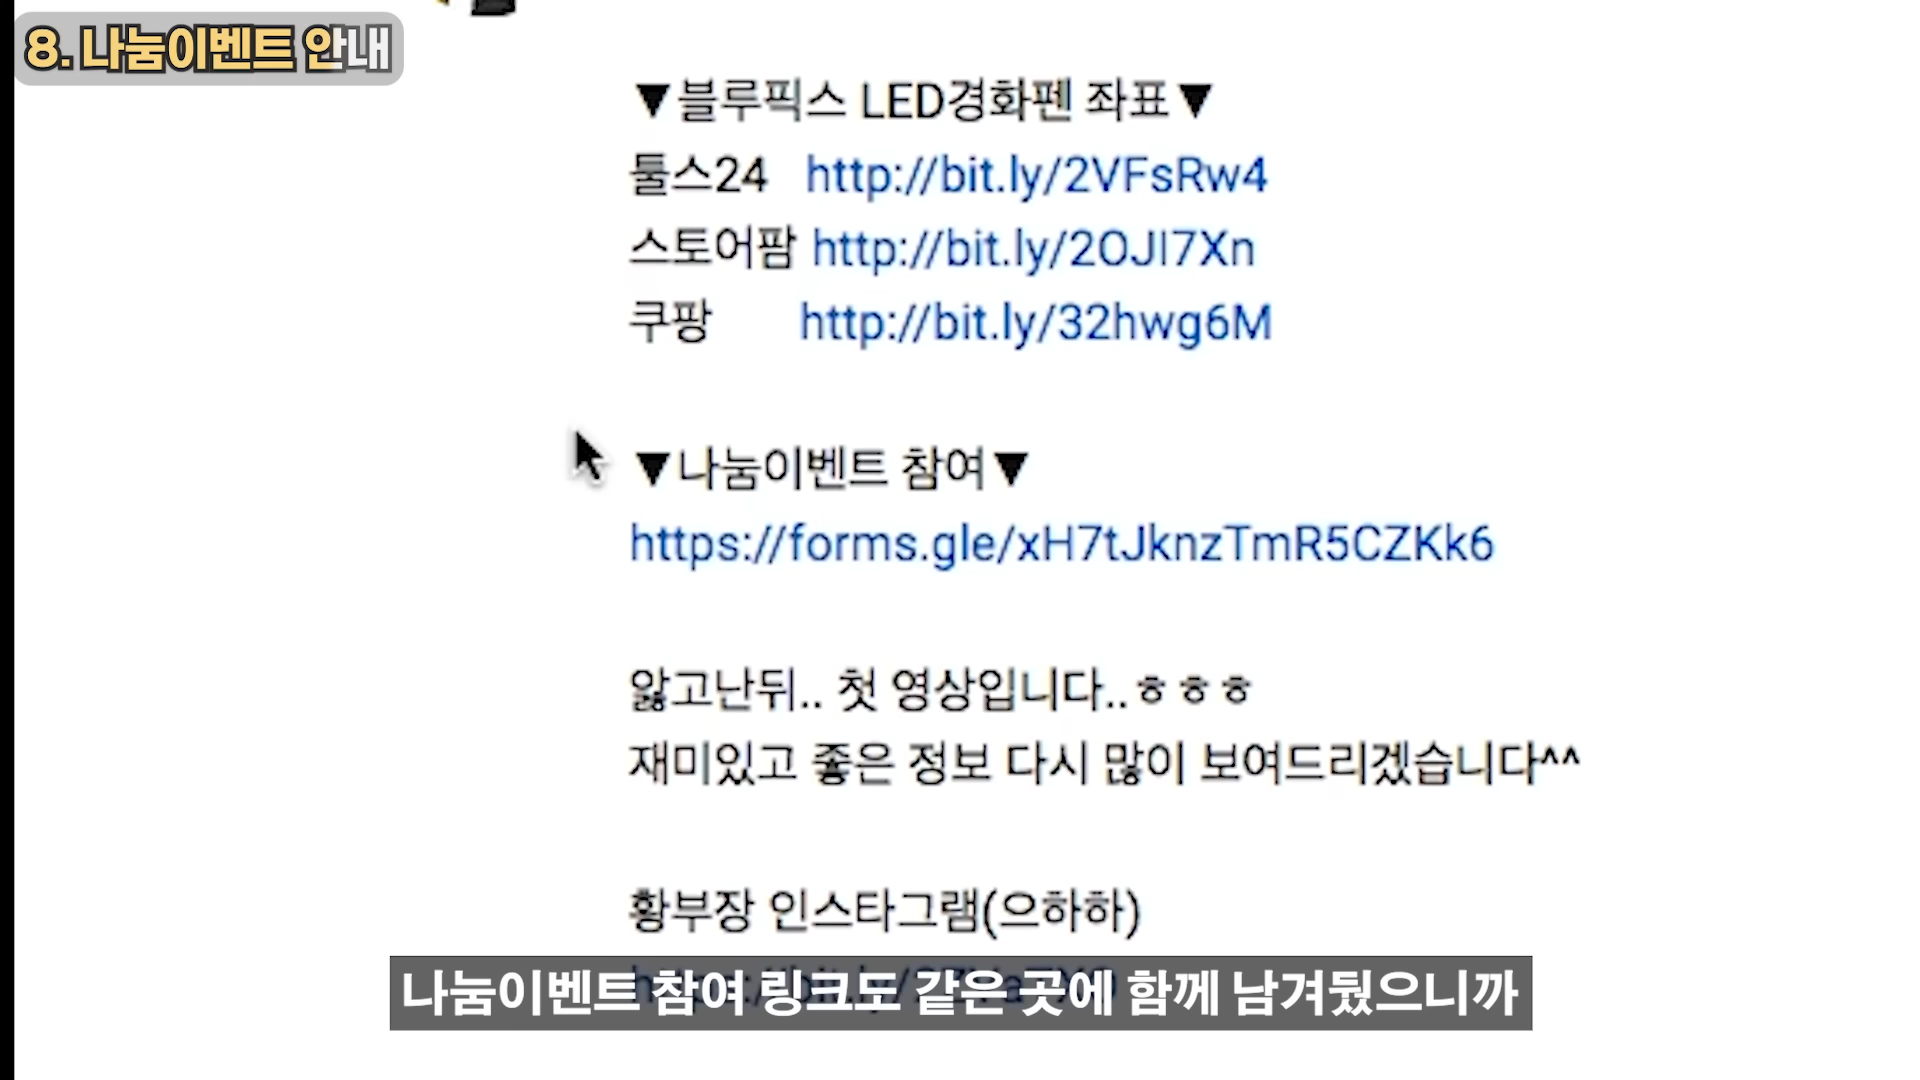 8. 나눔이벤트 안내
▼블루픽스 LED경화펜 좌표▼
툴스24 http://bit.ly/2VFsRw4
스토어팜 http://bit.ly/2OJI7Xn
쿠팡 http://bit.ly/32hwg6M
▼나눔이벤트 참여▼
https://forms.gle/xH7tJknzTmR5CZKk6
앓고난뒤.. 첫 영상입니다..ㅎㅎㅎ
재미있고 좋은 정보 다시 많이 보여드리겠습니다^^
황부장 인스타그램(으하하)
나눔이벤트 참여 링크도 같은 곳에 함께 남겨뒀으니까